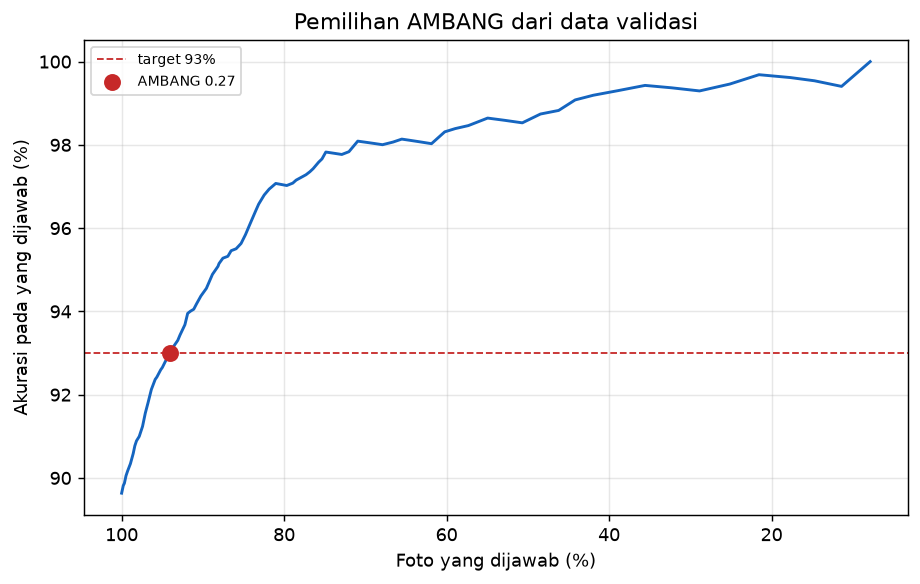 Pemilihan AMBANG dari data validasi
target 93%
AMBANG 0.27
Akurasi pada yang dijawab (%)
100
98
96
94
92
90
100 80 60 40 20
Foto yang dijawab (%)